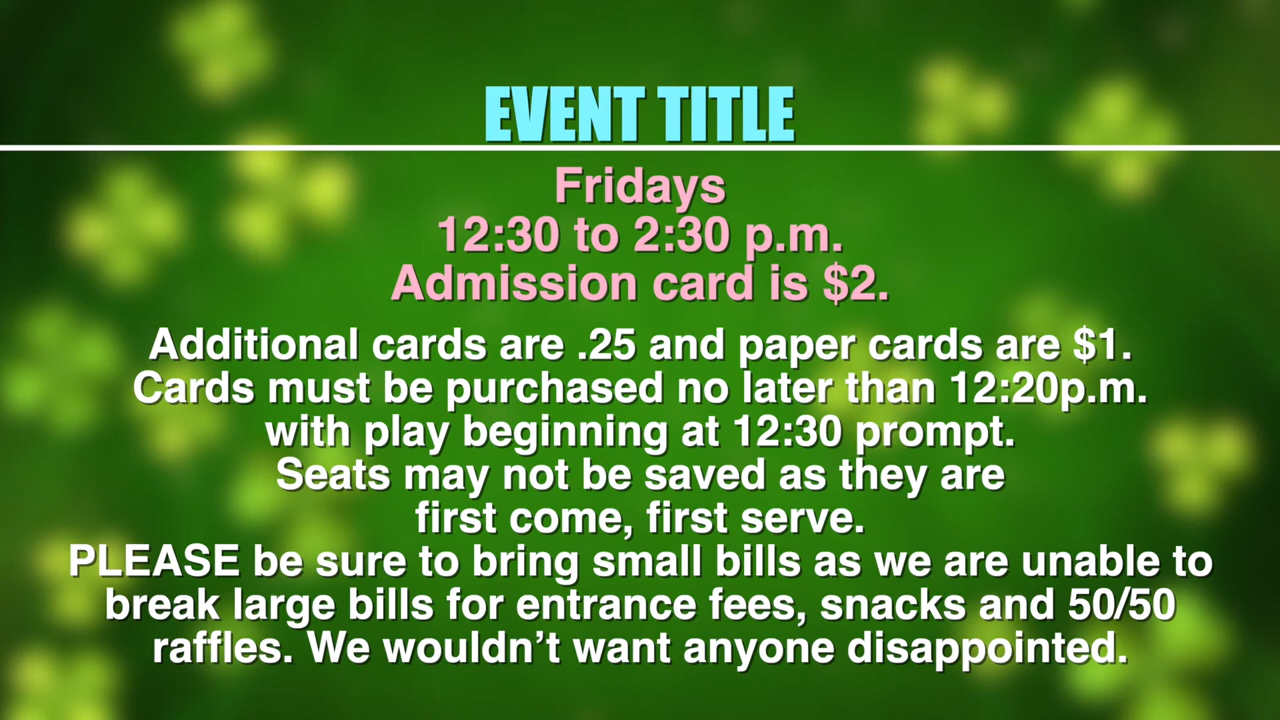 EVENT TITLE
Fridays
12:30 to 2:30 p.m.
Admission card is $2.
Additional cards are .25 and paper cards are $1.
Cards must be purchased no later than 12:20p.m.
with play beginning at 12:30 prompt.
Seats may not be saved as they are
first come, first serve.
PLEASE be sure to bring small bills as we are unable to
break large bills for entrance fees, snacks and 50/50
raffles. We wouldn’t want anyone disappointed.